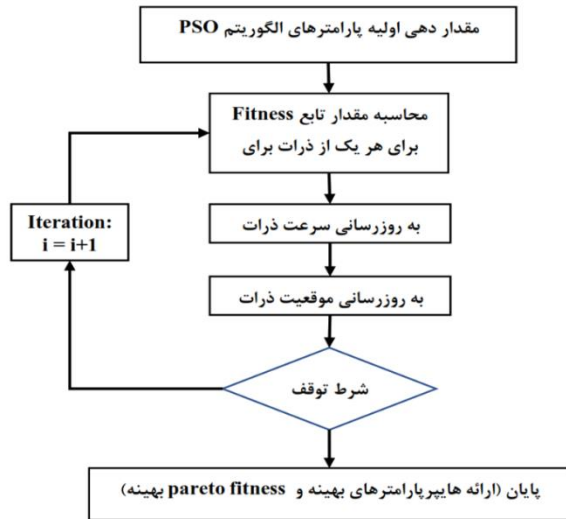 مقدار دهی اولیه پارامترهای الگوریتم PSO
محاسبه مقدار تابع Fitness
برای هر یک از ذرات برای
Iteration:
i = i+1
به روزرسانی سرعت ذرات
به روزرسانی موقعیت ذرات
شرط توقف
پایان (ارائه هایپرپارامترهای بهینه و pareto fitness بهینه)